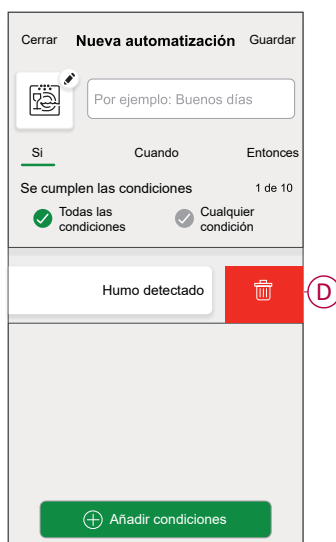 Cerrar Nueva automatización Guardar
Por ejemplo: Buenos días
Si Cuando Entonces
Se cumplen las condiciones 1 de 10
Todas las condiciones
Cualquier condición
Humo detectado
D
Añadir condiciones